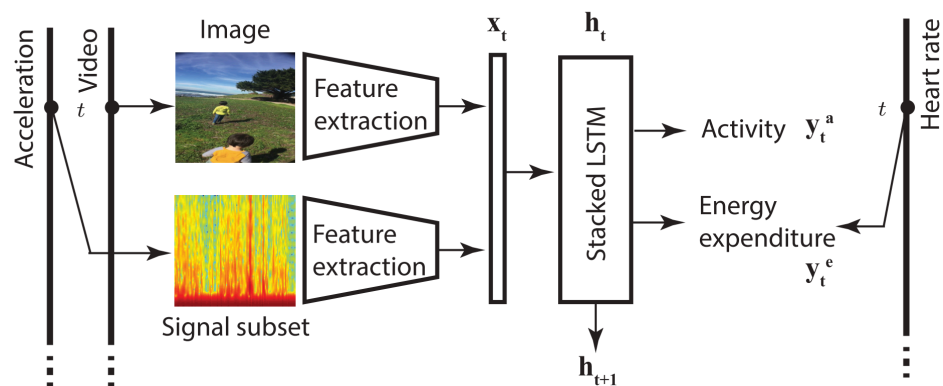 Acceleration
t
Video
Image
Feature
extraction
Signal subset
Feature
extraction
x_t
h_t
Stacked LSTM
h_{t+1}
Activity y_t^a
Energy
expenditure
y_t^e
t
Heart rate